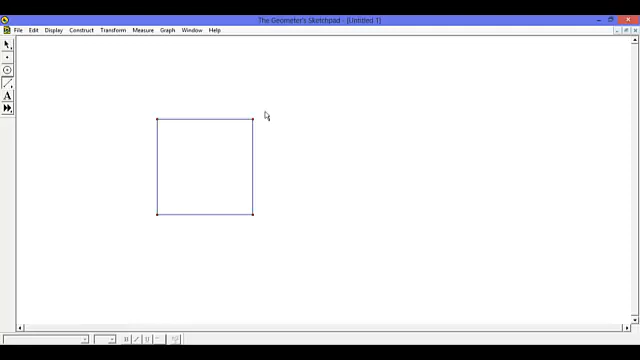 The Geometer's Sketchpad - [Untitled 1]
File Edit Display Construct Transform Measure Graph Window Help
A
B I U